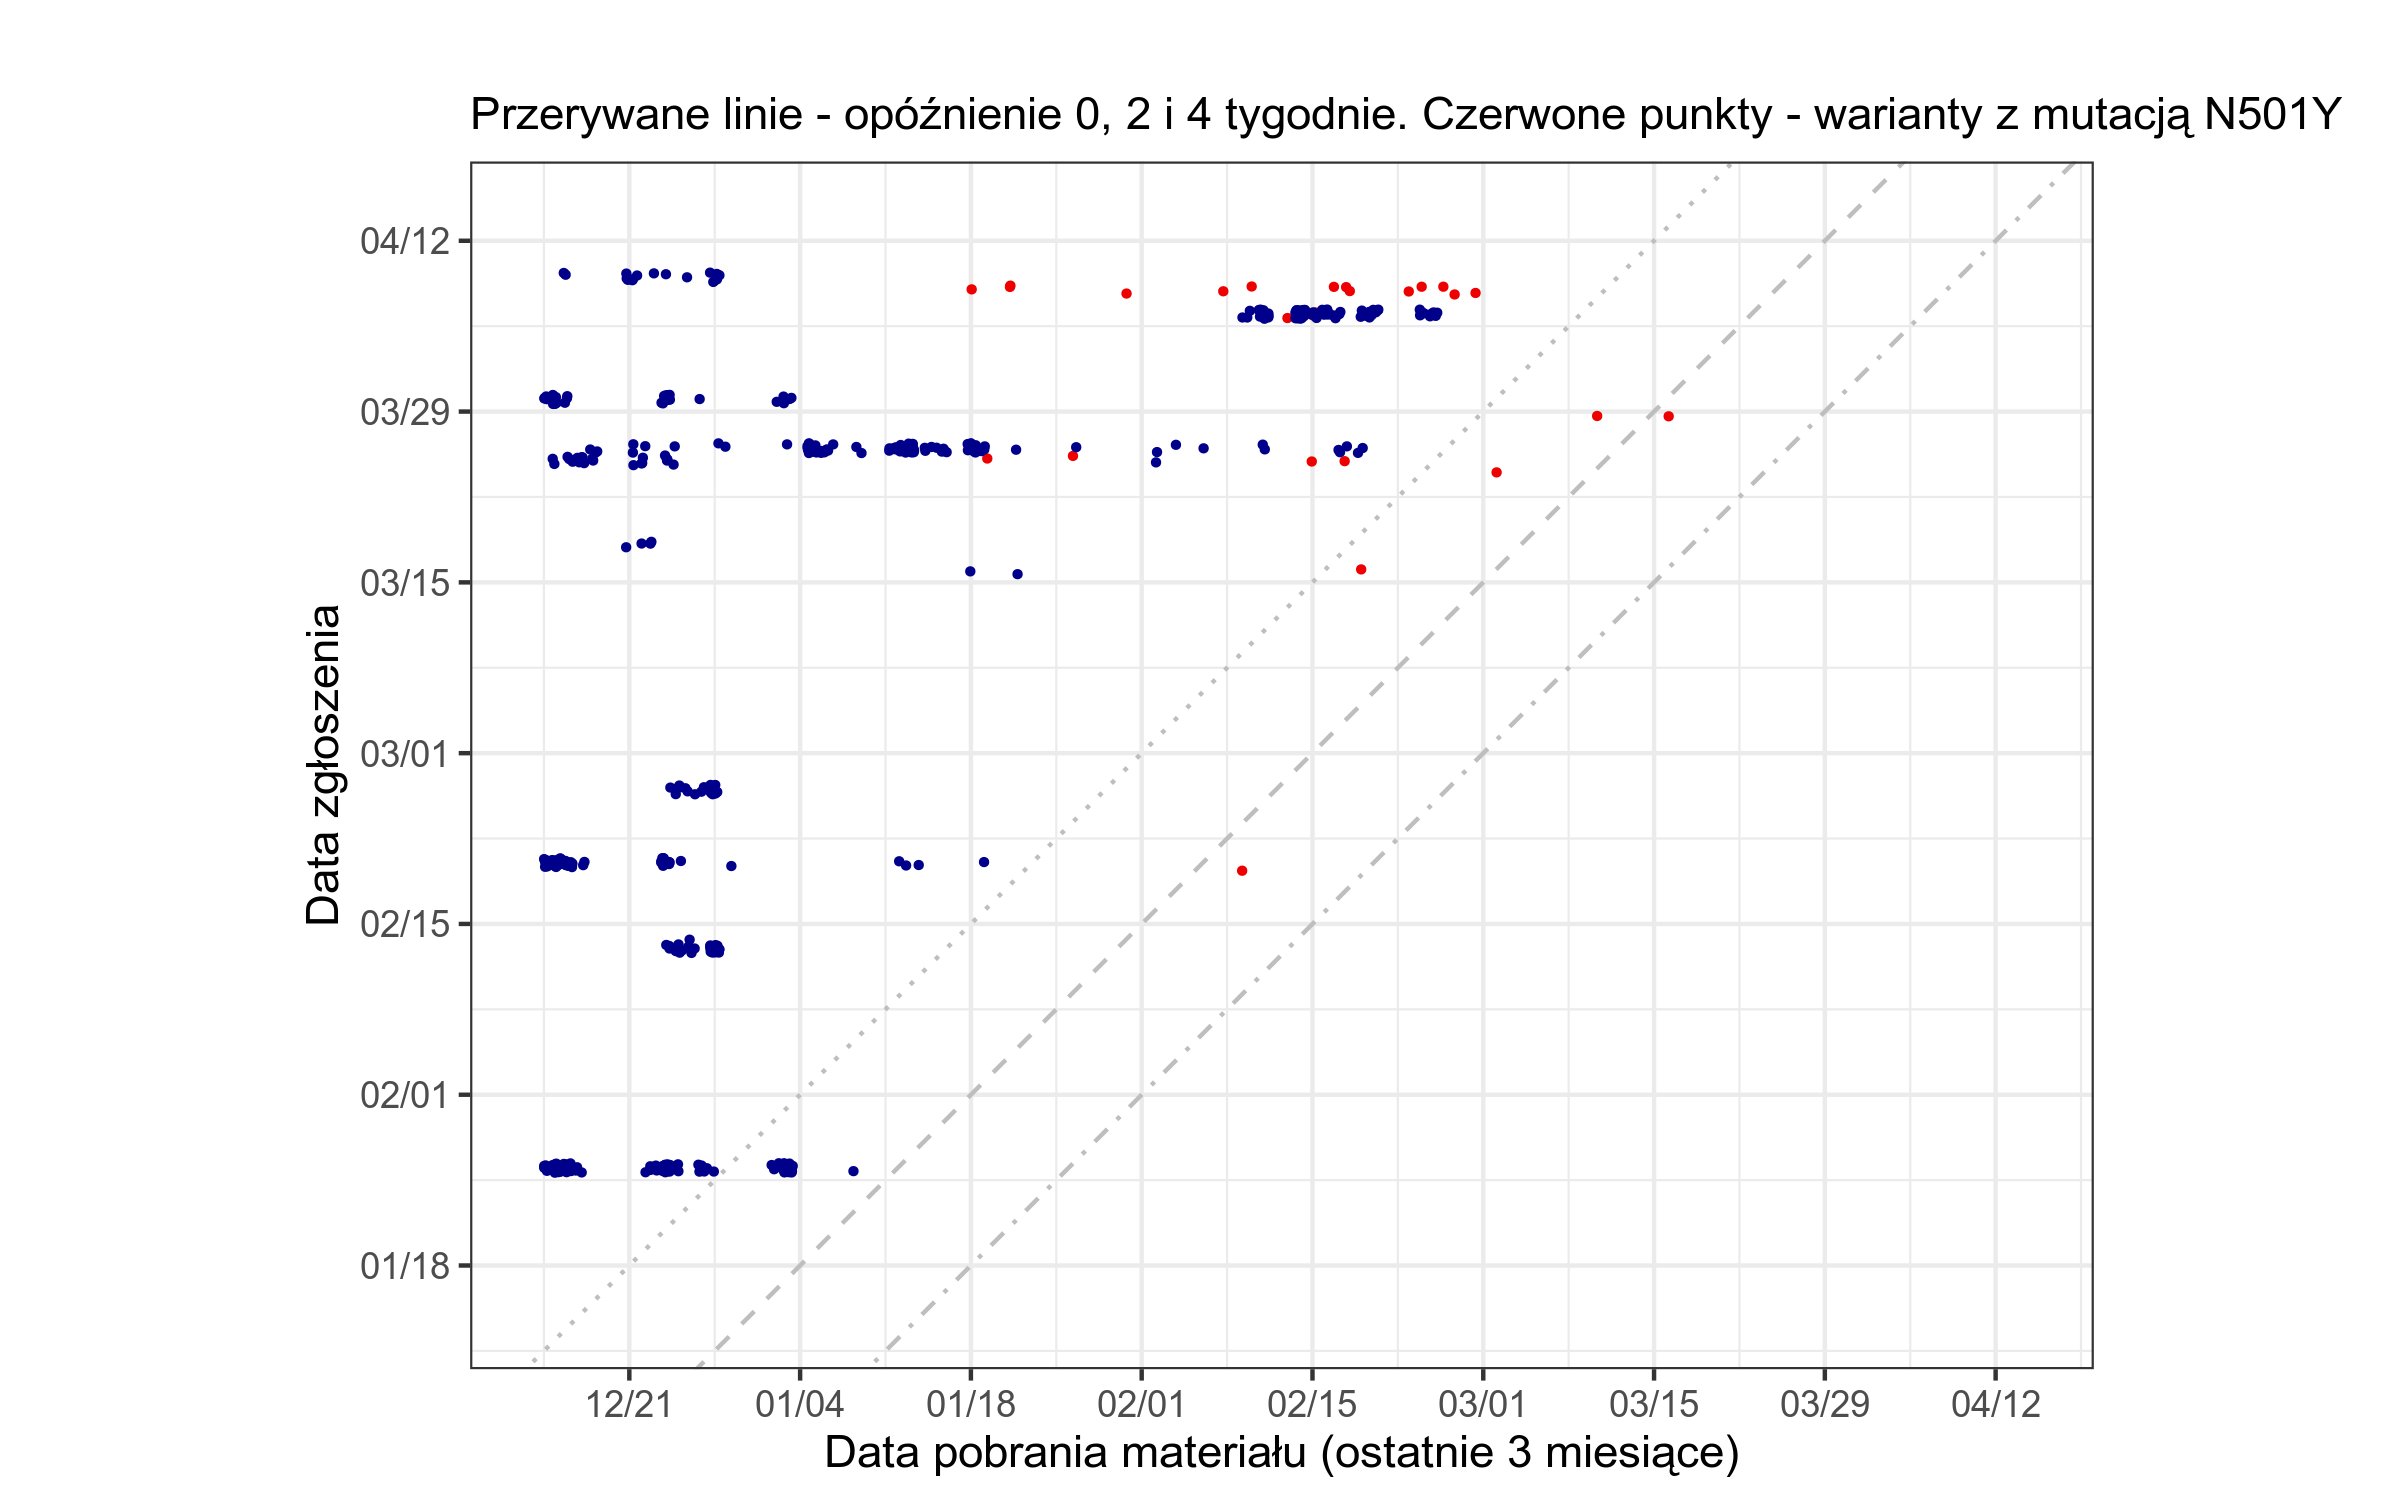 Przerywane linie - opóźnienie 0, 2 i 4 tygodnie. Czerwone punkty - warianty z mutacją N501Y
04/12
03/29
03/15
03/01
02/15
02/01
01/18
Data zgłoszenia
12/21 01/04 01/18 02/01 02/15 03/01 03/15 03/29 04/12
Data pobrania materiału (ostatnie 3 miesiące)